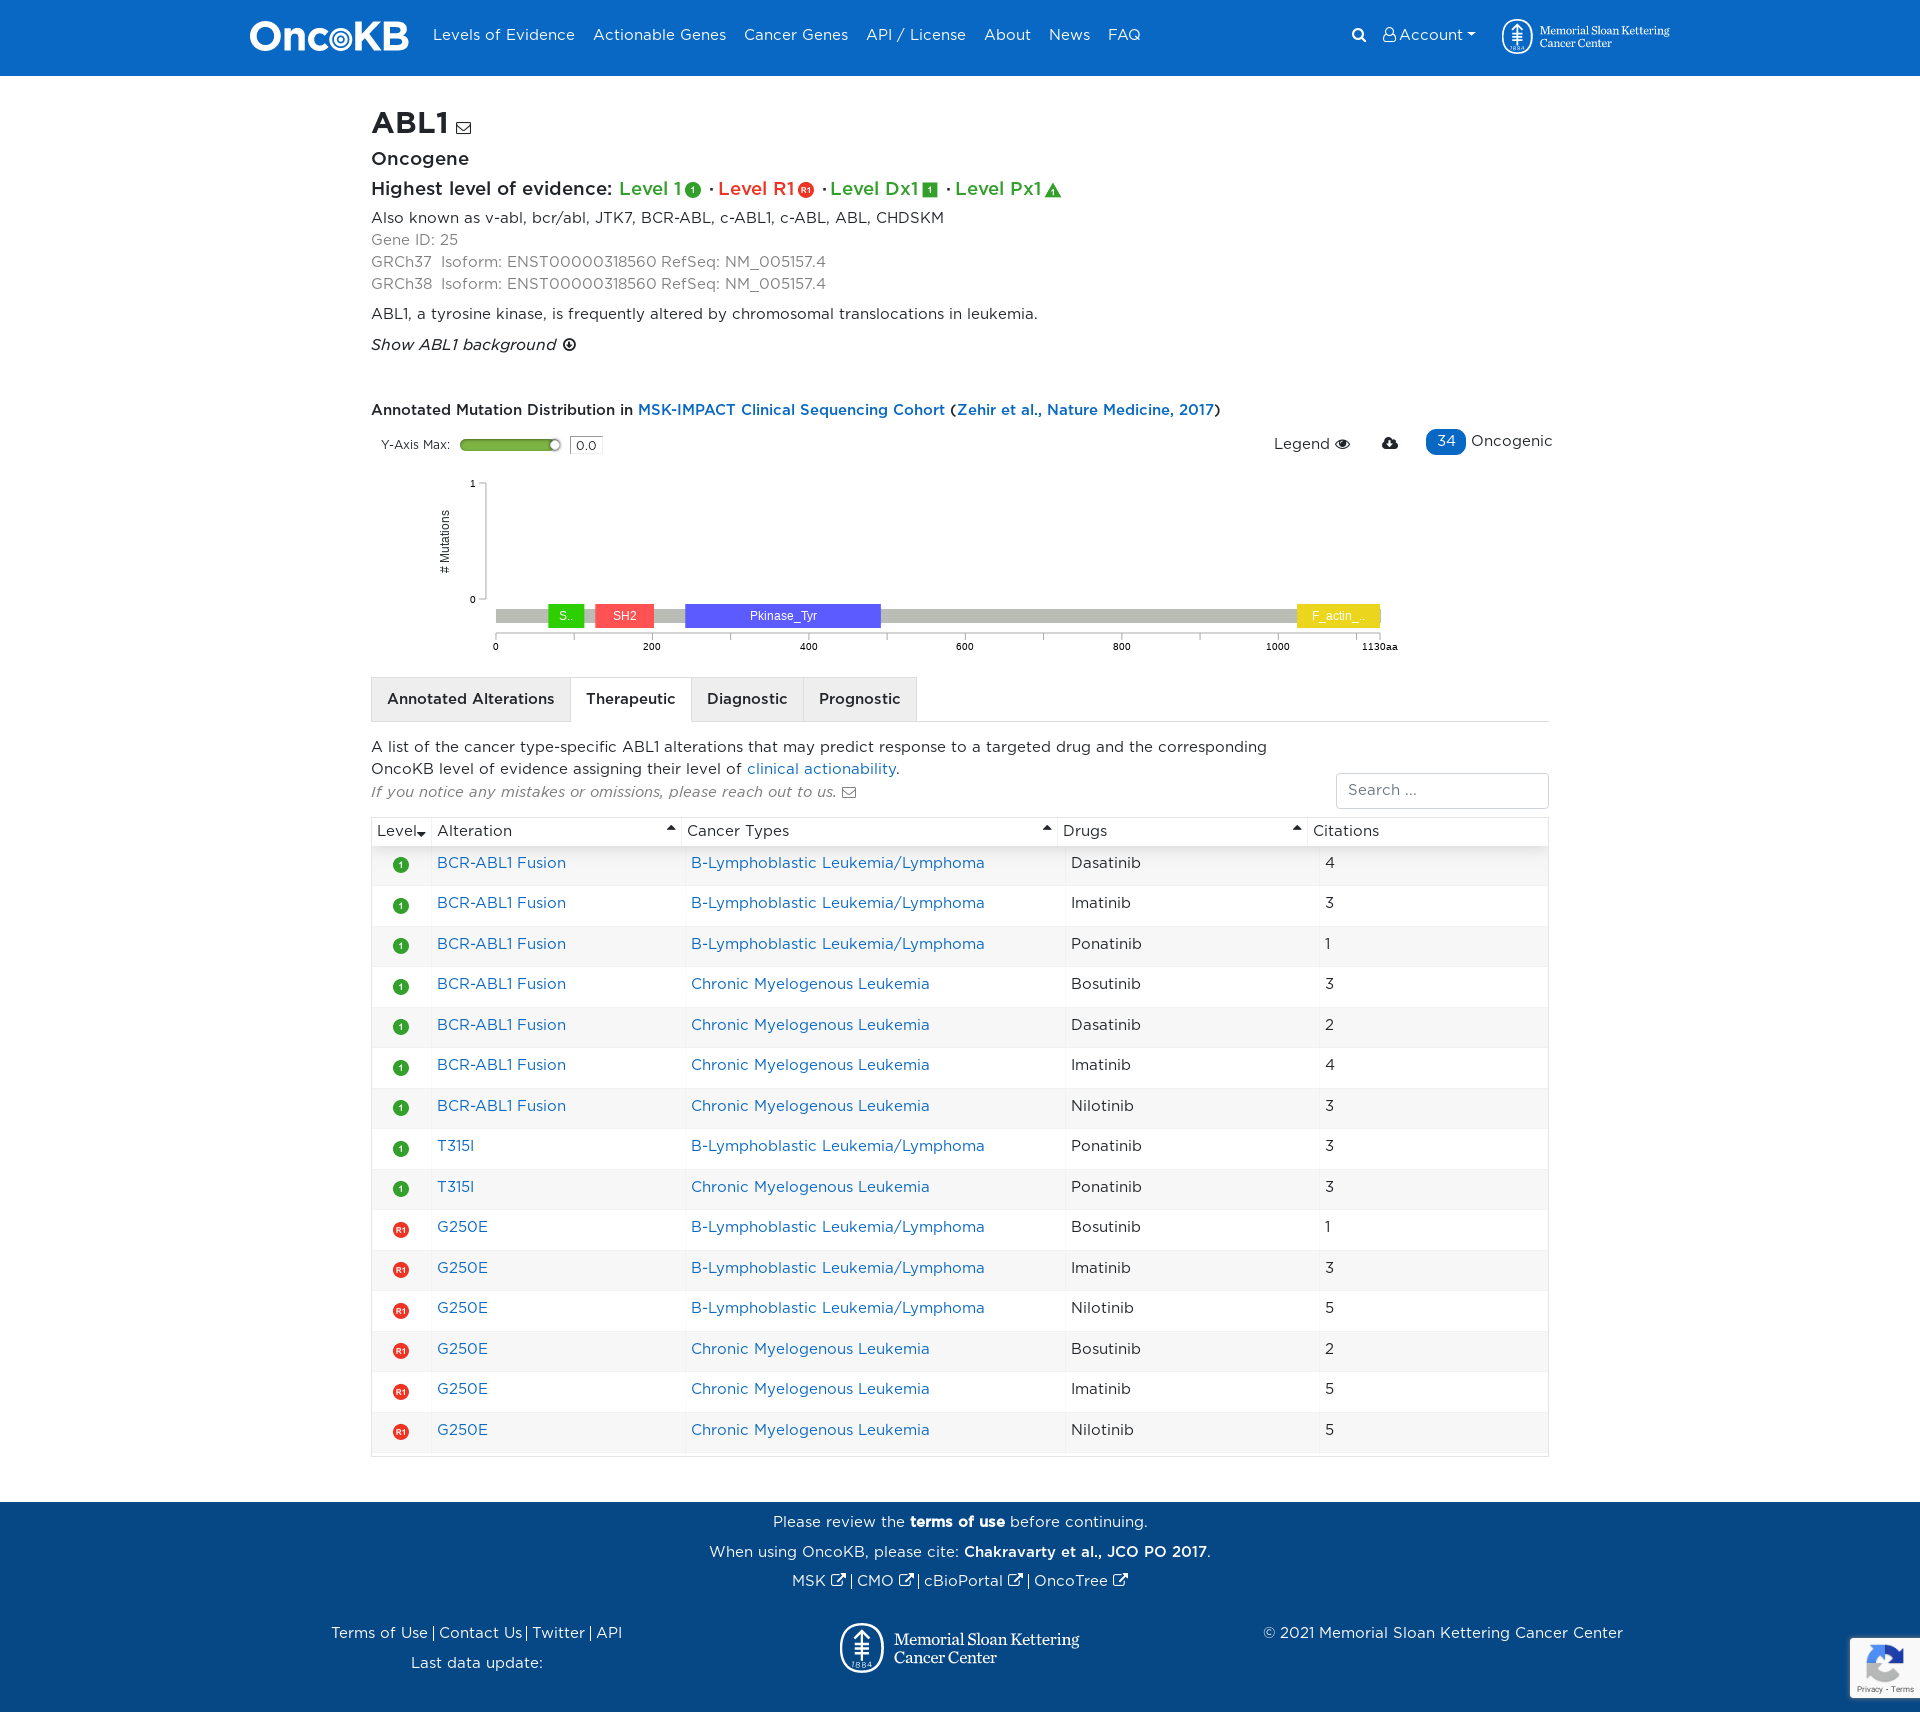 OncoKB Levels of Evidence Actionable Genes Cancer Genes API / License About News FAQ Account Memorial Sloan Kettering Cancer Center 1884
ABL1
Oncogene
Highest level of evidence: Level 1 1 · Level R1 R1 · Level Dx1 1 · Level Px1 1
Also known as v-abl, bcr/abl, JTK7, BCR-ABL, c-ABL1, c-ABL, ABL, CHDSKM
Gene ID: 25
GRCh37 Isoform: ENST00000318560 RefSeq: NM_005157.4
GRCh38 Isoform: ENST00000318560 RefSeq: NM_005157.4
ABL1, a tyrosine kinase, is frequently altered by chromosomal translocations in leukemia.
Show ABL1 background
Annotated Mutation Distribution in MSK-IMPACT Clinical Sequencing Cohort (Zehir et al., Nature Medicine, 2017)
Y-Axis Max: 0.0 Legend 34 Oncogenic
1
# Mutations
0
S.. SH2 Pkinase_Tyr F_actin_..
0 200 400 600 800 1000 1130aa
Annotated Alterations Therapeutic Diagnostic Prognostic
A list of the cancer type-specific ABL1 alterations that may predict response to a targeted drug and the corresponding
OncoKB level of evidence assigning their level of clinical actionability.
If you notice any mistakes or omissions, please reach out to us.
Search ...
Level Alteration Cancer Types Drugs Citations
1 BCR-ABL1 Fusion B-Lymphoblastic Leukemia/Lymphoma Dasatinib 4
1 BCR-ABL1 Fusion B-Lymphoblastic Leukemia/Lymphoma Imatinib 3
1 BCR-ABL1 Fusion B-Lymphoblastic Leukemia/Lymphoma Ponatinib 1
1 BCR-ABL1 Fusion Chronic Myelogenous Leukemia Bosutinib 3
1 BCR-ABL1 Fusion Chronic Myelogenous Leukemia Dasatinib 2
1 BCR-ABL1 Fusion Chronic Myelogenous Leukemia Imatinib 4
1 BCR-ABL1 Fusion Chronic Myelogenous Leukemia Nilotinib 3
1 T315I B-Lymphoblastic Leukemia/Lymphoma Ponatinib 3
1 T315I Chronic Myelogenous Leukemia Ponatinib 3
R1 G250E B-Lymphoblastic Leukemia/Lymphoma Bosutinib 1
R1 G250E B-Lymphoblastic Leukemia/Lymphoma Imatinib 3
R1 G250E B-Lymphoblastic Leukemia/Lymphoma Nilotinib 5
R1 G250E Chronic Myelogenous Leukemia Bosutinib 2
R1 G250E Chronic Myelogenous Leukemia Imatinib 5
R1 G250E Chronic Myelogenous Leukemia Nilotinib 5
Please review the terms of use before continuing.
When using OncoKB, please cite: Chakravarty et al., JCO PO 2017.
MSK | CMO | cBioPortal | OncoTree
Terms of Use | Contact Us | Twitter | API
Last data update:
1884 Memorial Sloan Kettering
Cancer Center
© 2021 Memorial Sloan Kettering Cancer Center
Privacy - Terms